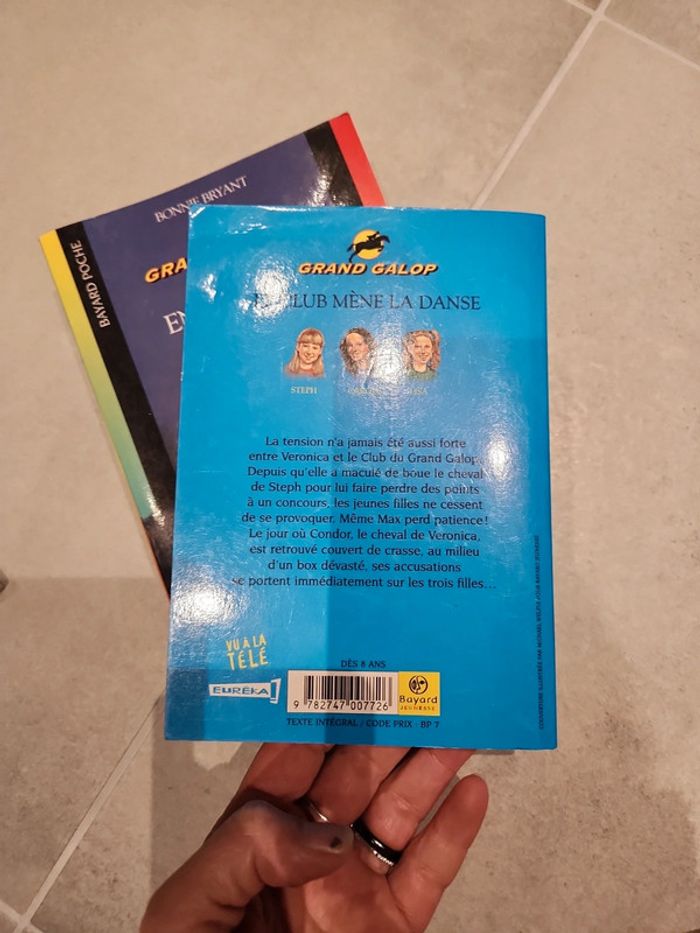 BONNIE BRYANT
BAYARD POCHE
GRA
EN
GRAND GALOP
CLUB MÈNE LA DANSE
STEPH
La tension n'a jamais été aussi forte
entre Veronica et le Club du Grand Galop.
Depuis qu'elle a maculé de boue le cheval
de Steph pour lui faire perdre des points
à un concours, les jeunes filles ne cessent
de se provoquer. Même Max perd patience !
Le jour où Condor, le cheval de Veronica,
est retrouvé couvert de crasse, au milieu
d'un box dévasté, ses accusations
se portent immédiatement sur les trois filles...
VU À LA
TÉLÉ
EURÉKA!
DÈS 8 ANS
9 782747 007726
Bayard
JEUNESSE
TEXTE INTÉGRAL / CODE PRIX - BP 7